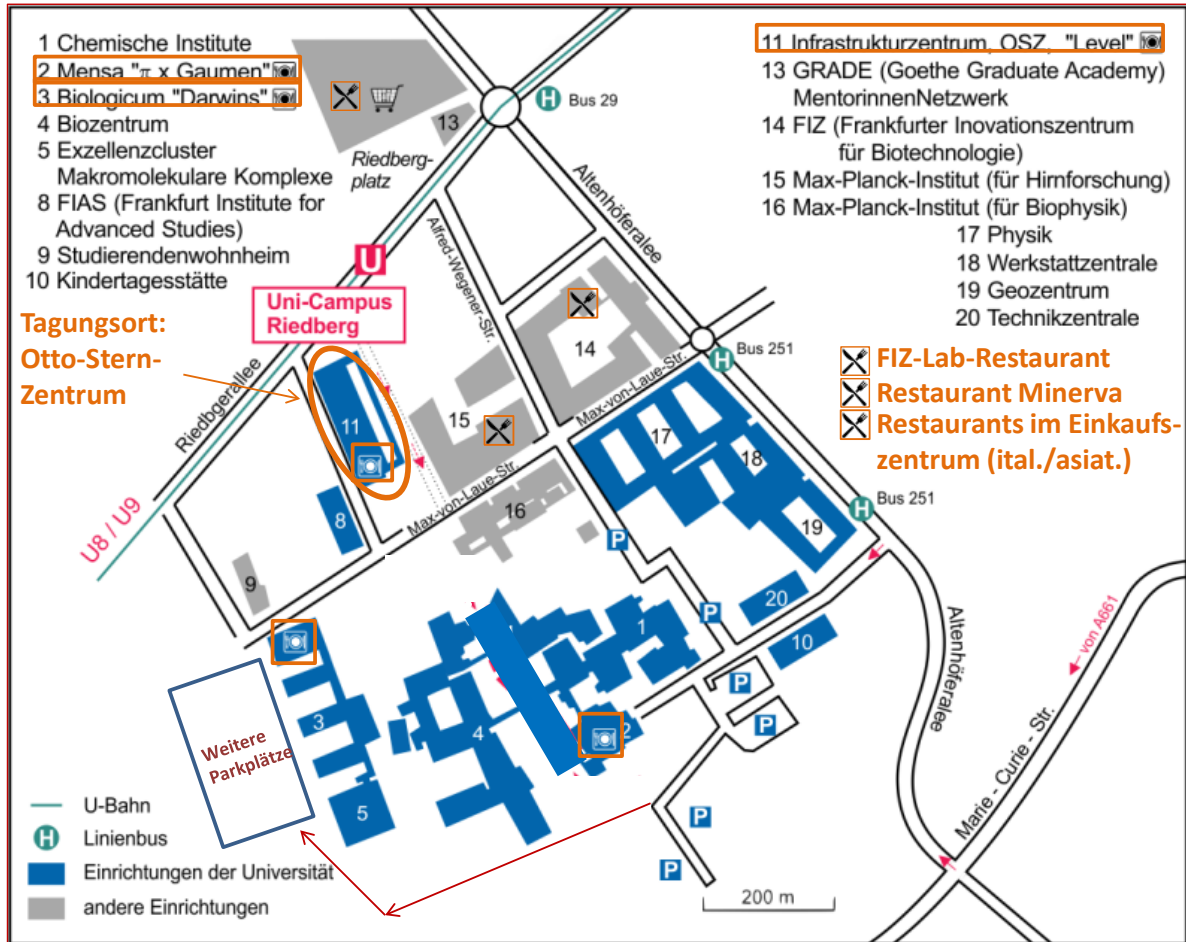 1 Chemische Institute
2 Mensa "π x Gaumen"
3 Biologicum "Darwins"
4 Biozentrum
5 Exzellenzcluster
Makromolekulare Komplexe
8 FIAS (Frankfurt Institute for
Advanced Studies)
9 Studierendenwohnheim
10 Kindertagesstätte
11 Infrastrukturzentrum, OSZ, "Level"
13 GRADE (Goethe Graduate Academy)
MentorinnenNetzwerk
14 FIZ (Frankfurter Inovationszentrum
für Biotechnologie)
15 Max-Planck-Institut (für Hirnforschung)
16 Max-Planck-Institut (für Biophysik)
17 Physik
18 Werkstattzentrale
19 Geozentrum
20 Technikzentrale
FIZ-Lab-Restaurant
Restaurant Minerva
Restaurants im Einkaufs-
zentrum (ital./asiat.)
Tagungsort:
Otto-Stern-
Zentrum
13
Riedberg-
platz
H Bus 29
Altenhöferalee
Alfred-Wegener-Str.
U
Uni-Campus
Riedberg
Riedbgerallee
U8 / U9
14
Max-von-Laue-Str.
H Bus 251
11
15
17
18
H Bus 251
19
8
Max-von-Laue-Str.
16
P
9
20
P
1
10
Altenhöferalee
von A661
Marie - Curie - Str.
P
P
3
4
2
Weitere
Parkplätze
5
P
P
U-Bahn
H Linienbus
Einrichtungen der Universität
andere Einrichtungen
200 m